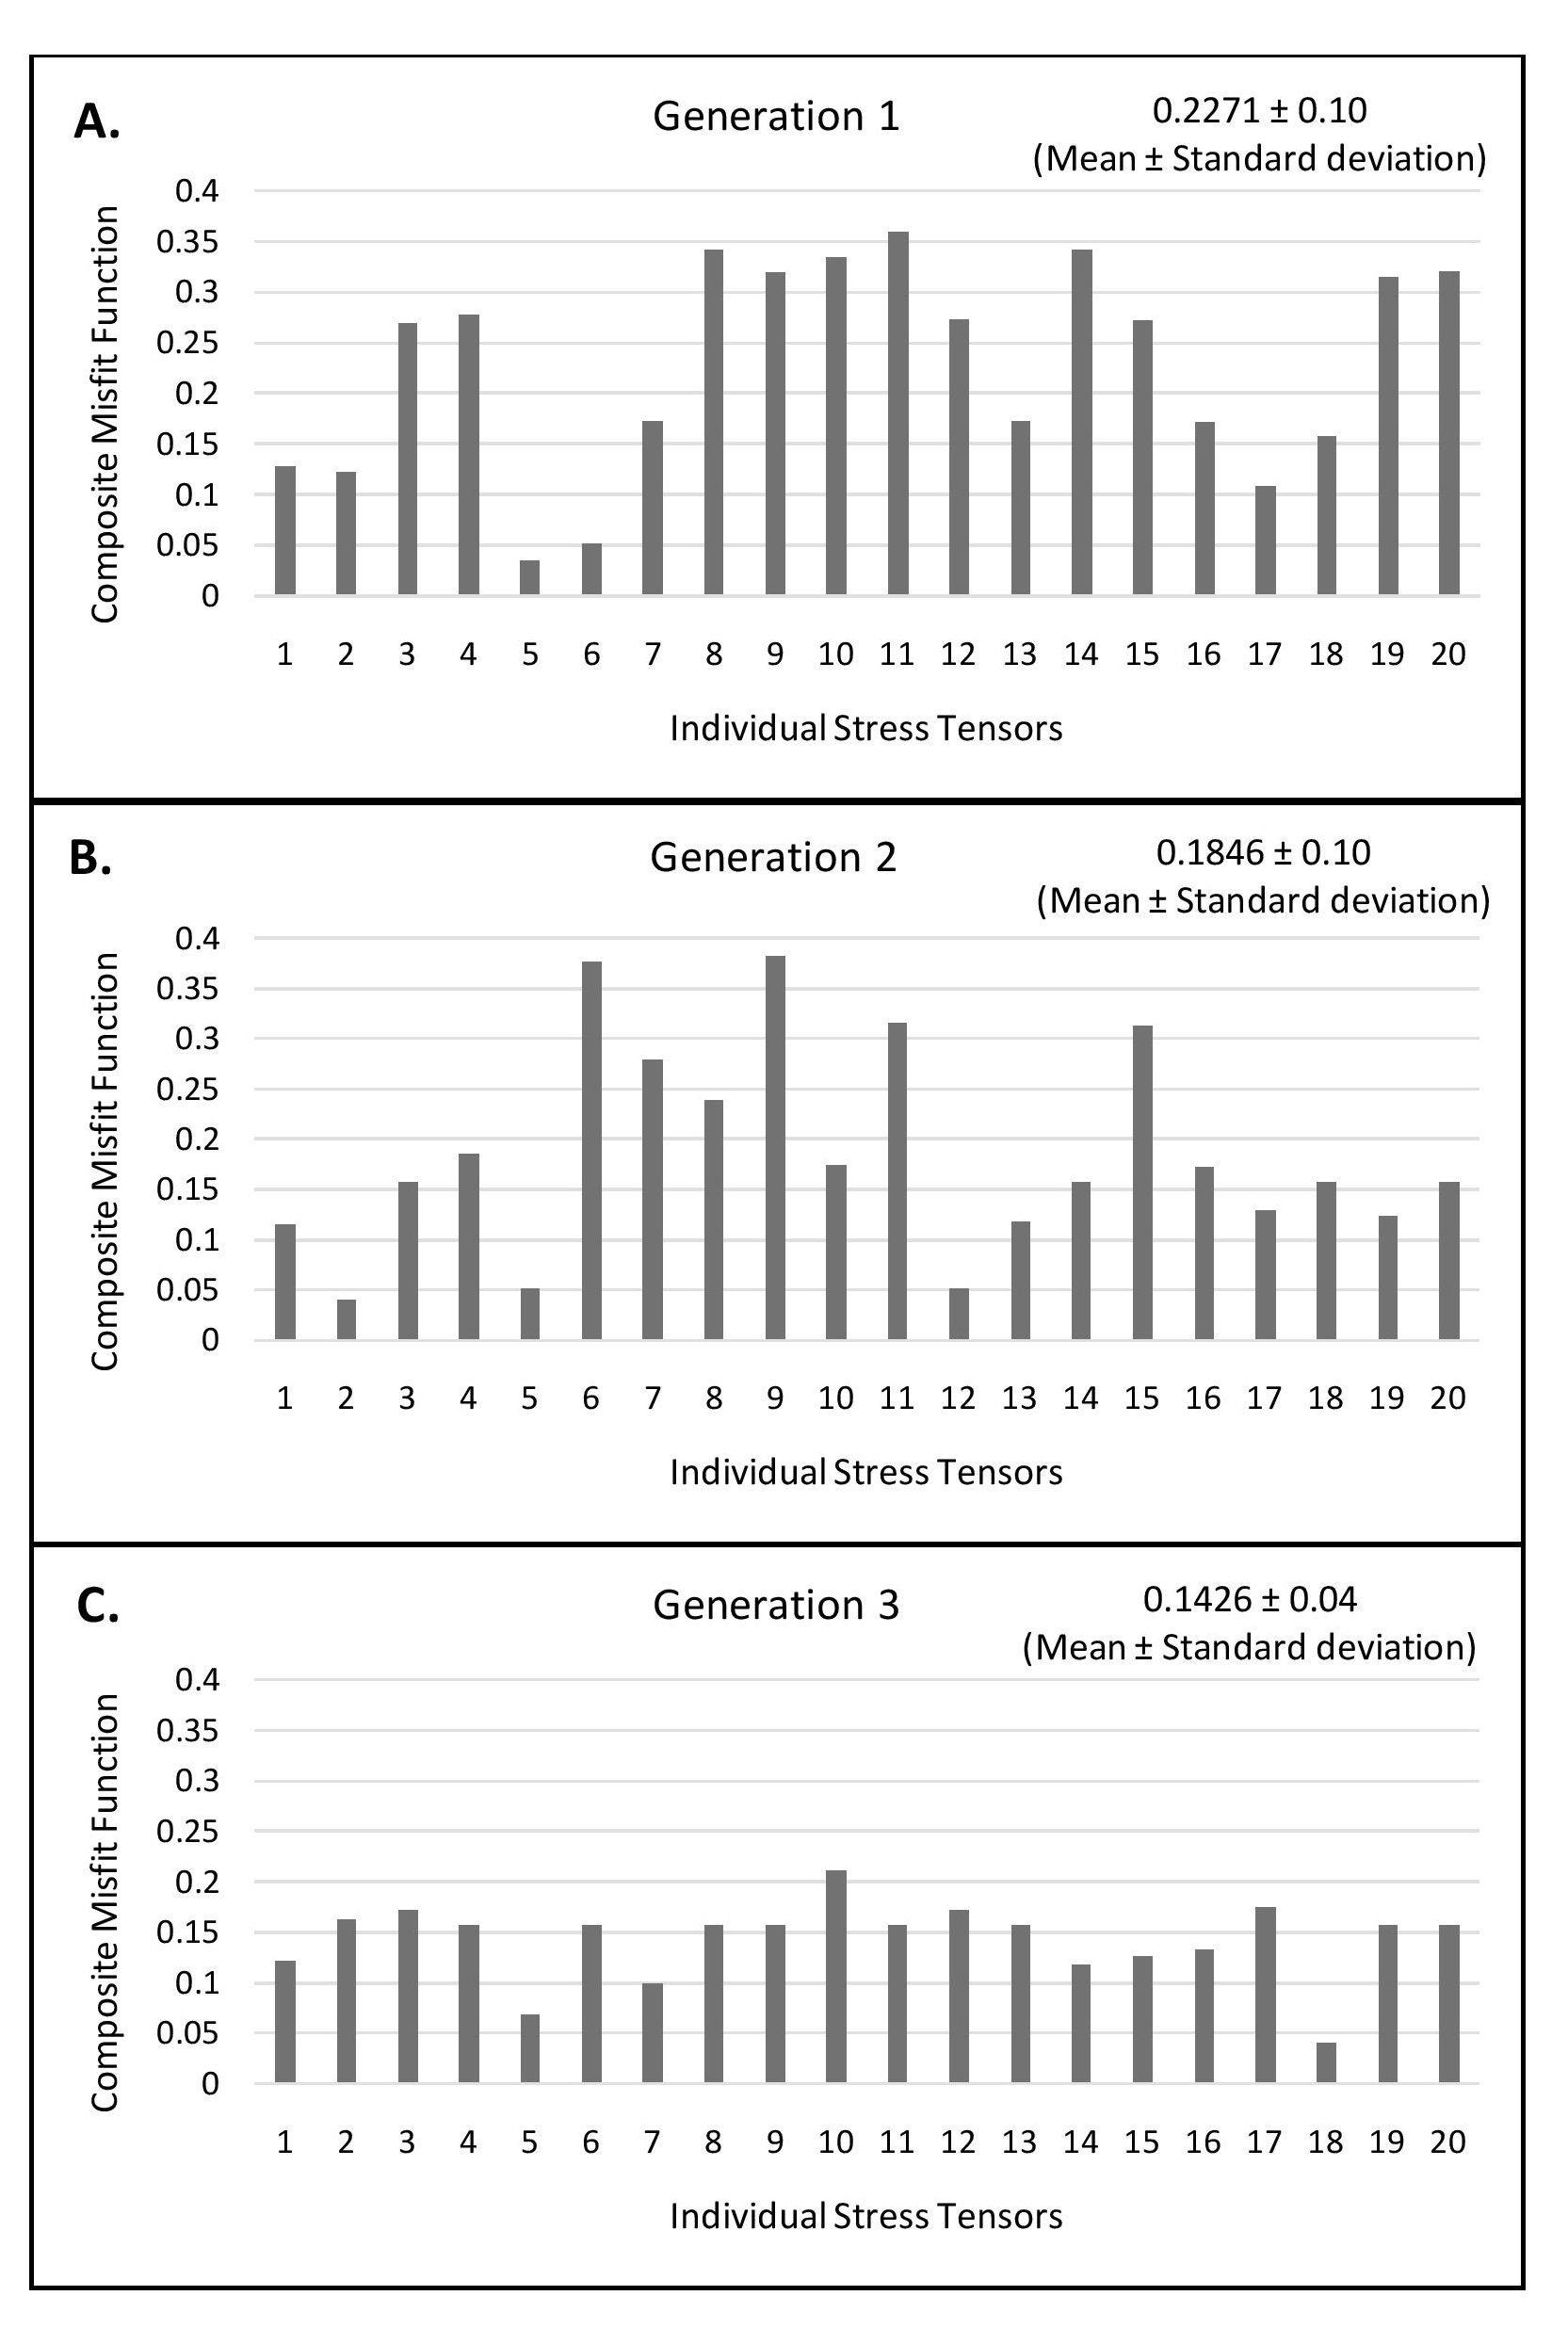 A.
Generation 1
0.2271 ± 0.10
(Mean ± Standard deviation)
Composite Misfit Function
0.4
0.35
0.3
0.25
0.2
0.15
0.1
0.05
0
1 2 3 4 5 6 7 8 9 10 11 12 13 14 15 16 17 18 19 20
Individual Stress Tensors
B.
Generation 2
0.1846 ± 0.10
(Mean ± Standard deviation)
Composite Misfit Function
0.4
0.35
0.3
0.25
0.2
0.15
0.1
0.05
0
1 2 3 4 5 6 7 8 9 10 11 12 13 14 15 16 17 18 19 20
Individual Stress Tensors
C.
Generation 3
0.1426 ± 0.04
(Mean ± Standard deviation)
Composite Misfit Function
0.4
0.35
0.3
0.25
0.2
0.15
0.1
0.05
0
1 2 3 4 5 6 7 8 9 10 11 12 13 14 15 16 17 18 19 20
Individual Stress Tensors